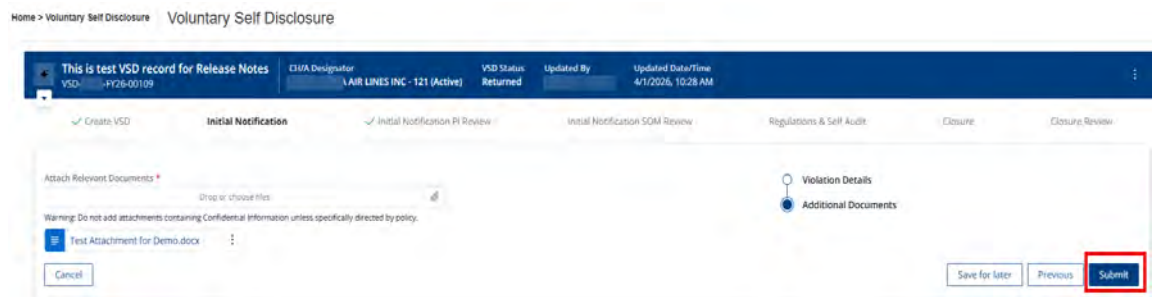 Home > Voluntary Self Disclosure Voluntary Self Disclosure
This is test VSD record for Release Notes CH/A Designator VSD Status Updated By Updated Date/Time
VSD- -FY26-00109 AIR LINES INC - 121 (Active) Returned 4/1/2026, 10:28 AM
Create VSD Initial Notification Initial Notification PI Review Initial Notification SOM Review Regulations & Self Audit Closure Closure Review
Attach Relevant Documents *
Violation Details
Drop or choose files
Additional Documents
Warning: Do not add attachments containing Confidential Information unless specifically directed by policy.
Test Attachment for Demo.docx
Cancel Save for later Previous Submit